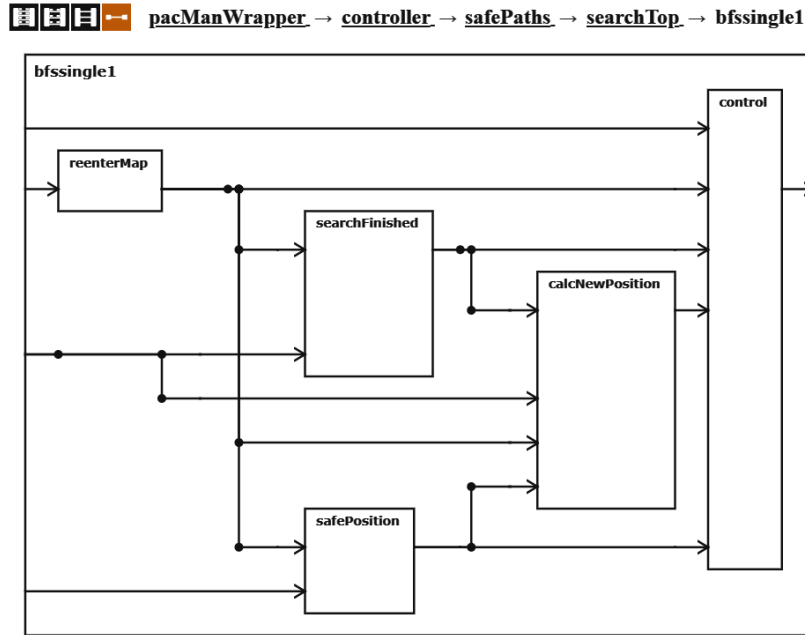 pacManWrapper → controller → safePaths → searchTop → bfssingle1
bfssingle1
control
reenterMap
searchFinished
calcNewPosition
safePosition